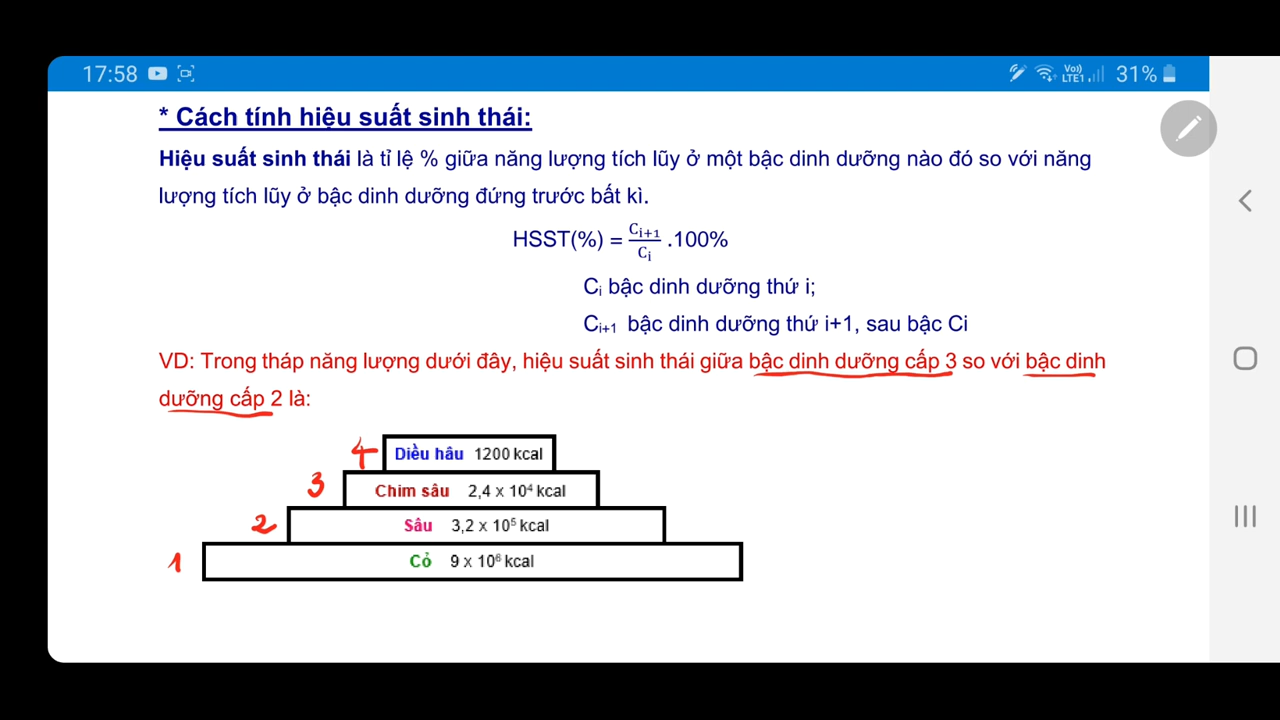 17:58
Vo)) LTE1 31%
* Cách tính hiệu suất sinh thái:
Hiệu suất sinh thái là tỉ lệ % giữa năng lượng tích lũy ở một bậc dinh dưỡng nào đó so với năng
lượng tích lũy ở bậc dinh dưỡng đứng trước bất kì.
HSST(%) = Cᵢ₊₁/Cᵢ .100%
Cᵢ bậc dinh dưỡng thứ i;
Cᵢ₊₁ bậc dinh dưỡng thứ i+1, sau bậc Ci
VD: Trong tháp năng lượng dưới đây, hiệu suất sinh thái giữa bậc dinh dưỡng cấp 3 so với bậc dinh
dưỡng cấp 2 là:
4 Diều hâu 1200 kcal
3 Chim sâu 2,4 x 10⁴ kcal
2 Sâu 3,2 x 10⁵ kcal
1 Cỏ 9 x 10⁶ kcal